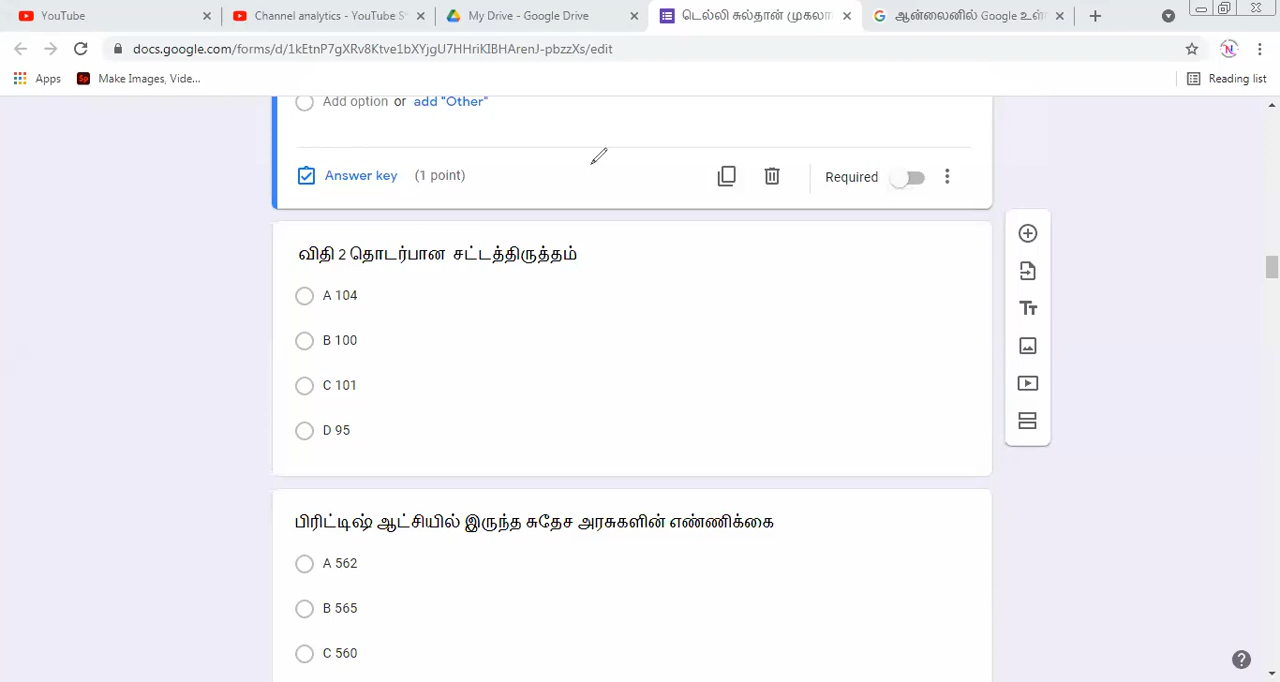 YouTube
Channel analytics - YouTube S
My Drive - Google Drive
டெல்லி சுல்தான் முகலா
ஆன்லைனில் Google உள்
docs.google.com/forms/d/1kEtnP7gXRv8Ktve1bXYjgU7HHriKIBHArenJ-pbzzXs/edit
Apps
Make Images, Vide...
Reading list
Add option or add "Other"
Answer key (1 point)
Required
விதி 2 தொடர்பான சட்டத்திருத்தம்
A 104
B 100
C 101
D 95
பிரிட்டிஷ் ஆட்சியில் இருந்த சுதேச அரசுகளின் எண்ணிக்கை
A 562
B 565
C 560